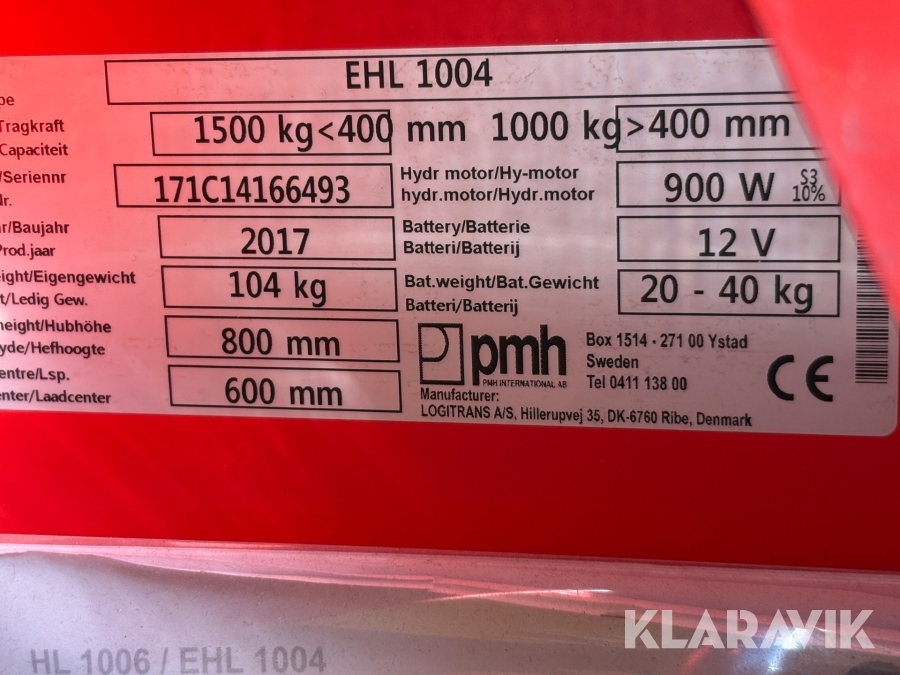 EHL 1004
pe
Tragkraft
Capaciteit
1500 kg<400 mm 1000 kg>400 mm
/Seriennr
dr.
171C14166493
Hydr motor/Hy-motor
hydr.motor/Hydr.motor
900 W S3 10%
r/Baujahr
Prod.jaar
2017
Battery/Batterie
Batteri/Batterij
12 V
ight/Eigengewicht
t/Ledig Gew.
104 kg
Bat.weight/Bat.Gewicht
Batteri/Batterij
20 - 40 kg
height/Hubhöhe
yde/Hefhoogte
800 mm
entre/Lsp.
enter/Laadcenter
600 mm
pmh
PMH INTERNATIONAL AB
Box 1514 - 271 00 Ystad
Sweden
Tel 0411 138 00
CE
Manufacturer:
LOGITRANS A/S, Hillerupvej 35, DK-6760 Ribe, Denmark
HL 1006 / EHL 1004
KLARAVIK